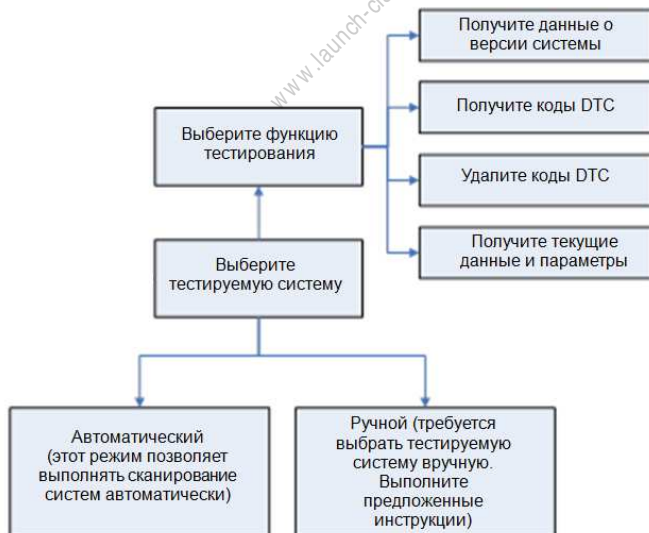 Получите данные о
версии системы
Выберите функцию
тестирования
Получите коды DTC
Удалите коды DTC
Получите текущие
данные и параметры
Выберите
тестируемую систему
Автоматический
(этот режим позволяет
выполнять сканирование
систем автоматически)
Ручной (требуется
выбрать тестируемую
систему вручную.
Выполните
предложенные
инструкции)